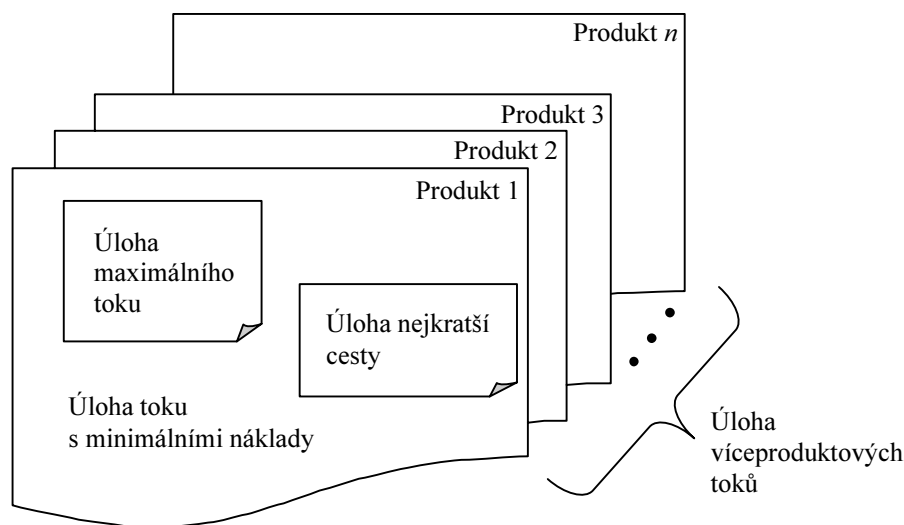 Produkt n
Produkt 3
Produkt 2
Produkt 1
Úloha
maximálního
toku
Úloha nejkratší
cesty
Úloha toku
s minimálními náklady
Úloha
víceproduktových
toků